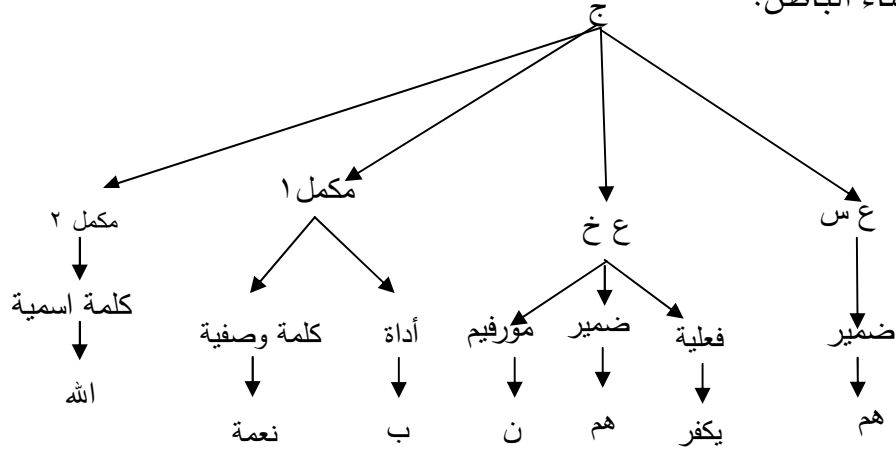 ج
ع س
ع خ
مكمل ١
مكمل ٢
ضمير
فعلية
ضمير
مورفيم
أداة
كلمة وصفية
كلمة اسمية
هم
يكفر
هم
ن
ب
نعمة
الله